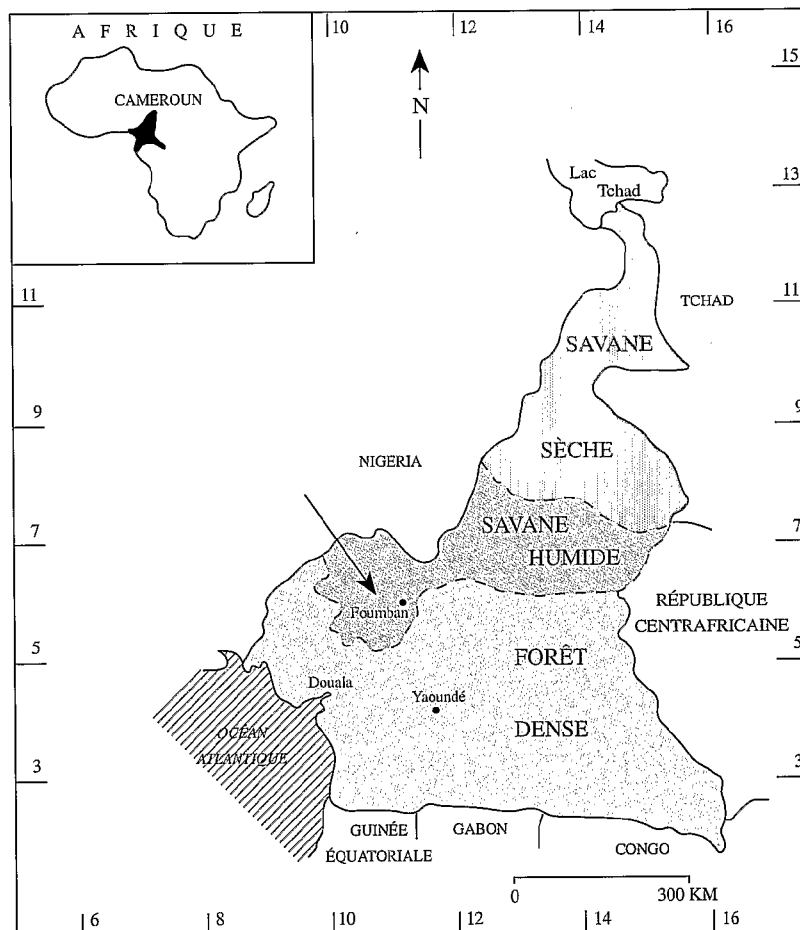 AFRIQUE
CAMEROUN
10 12 14 16
15
N
13
Lac
Tchad
11 11
TCHAD
SAVANE
9 9
SÈCHE
NIGERIA
7 7
SAVANE
HUMIDE
Foumban
RÉPUBLIQUE
CENTRAFRICAINE
5 5
FORÊT
Douala
Yaoundé
DENSE
OCÉAN
ATLANTIQUE
3 3
GUINÉE
ÉQUATORIALE
GABON
CONGO
0 300 KM
6 8 10 12 14 16